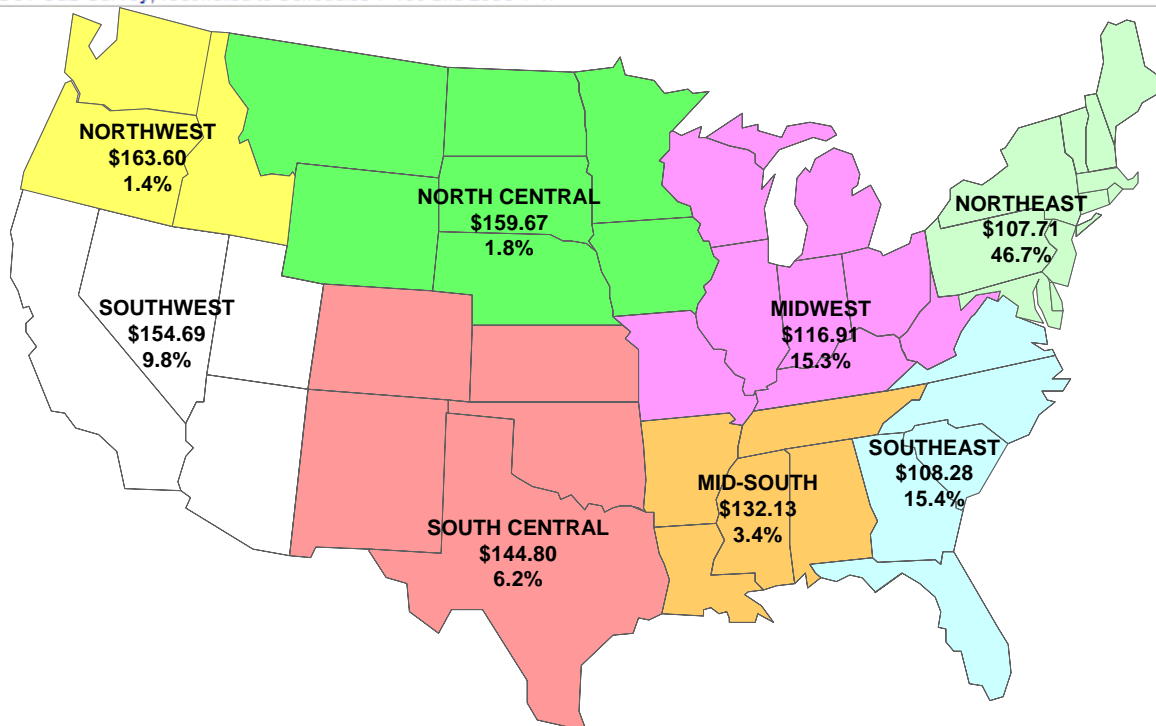 NORTHWEST
$163.60
1.4%
NORTH CENTRAL
$159.67
1.8%
NORTHEAST
$107.71
46.7%
SOUTHWEST
$154.69
9.8%
MIDWEST
$116.91
15.3%
SOUTHEAST
$108.28
15.4%
MID-SOUTH
$132.13
3.4%
SOUTH CENTRAL
$144.80
6.2%